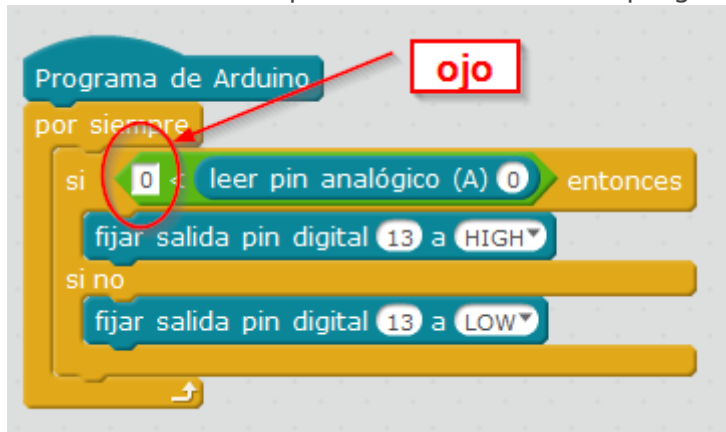 ojo
Programa de Arduino
por siempre
si 0 < leer pin analógico (A) 0 entonces
fijar salida pin digital 13 a HIGH
si no
fijar salida pin digital 13 a LOW